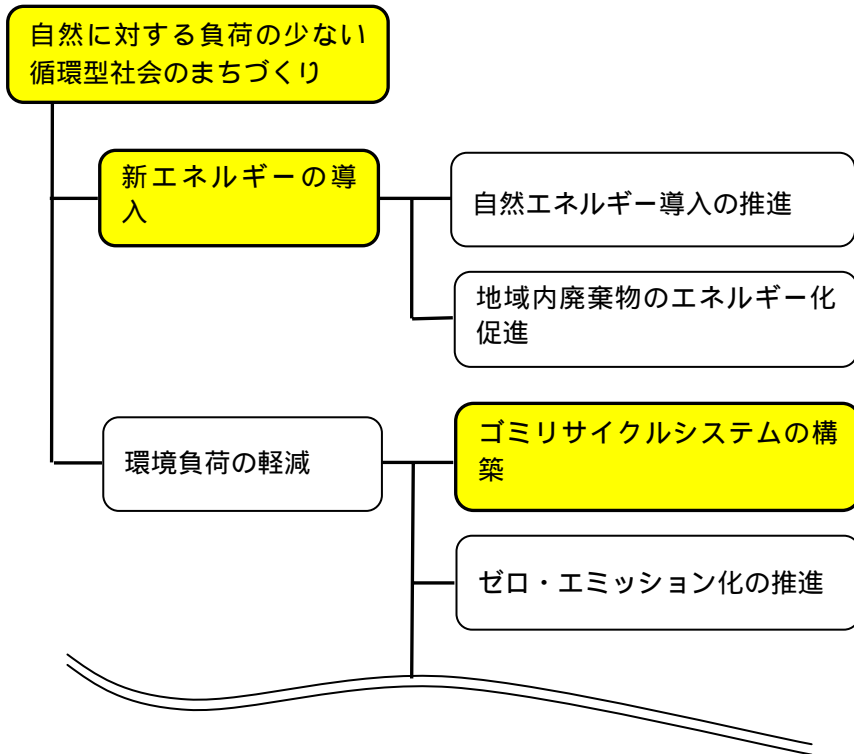 自然に対する負荷の少ない
循環型社会のまちづくり
新エネルギーの導
入
自然エネルギー導入の推進
地域内廃棄物のエネルギー化
促進
環境負荷の軽減
ゴミリサイクルシステムの構
築
ゼロ・エミッション化の推進